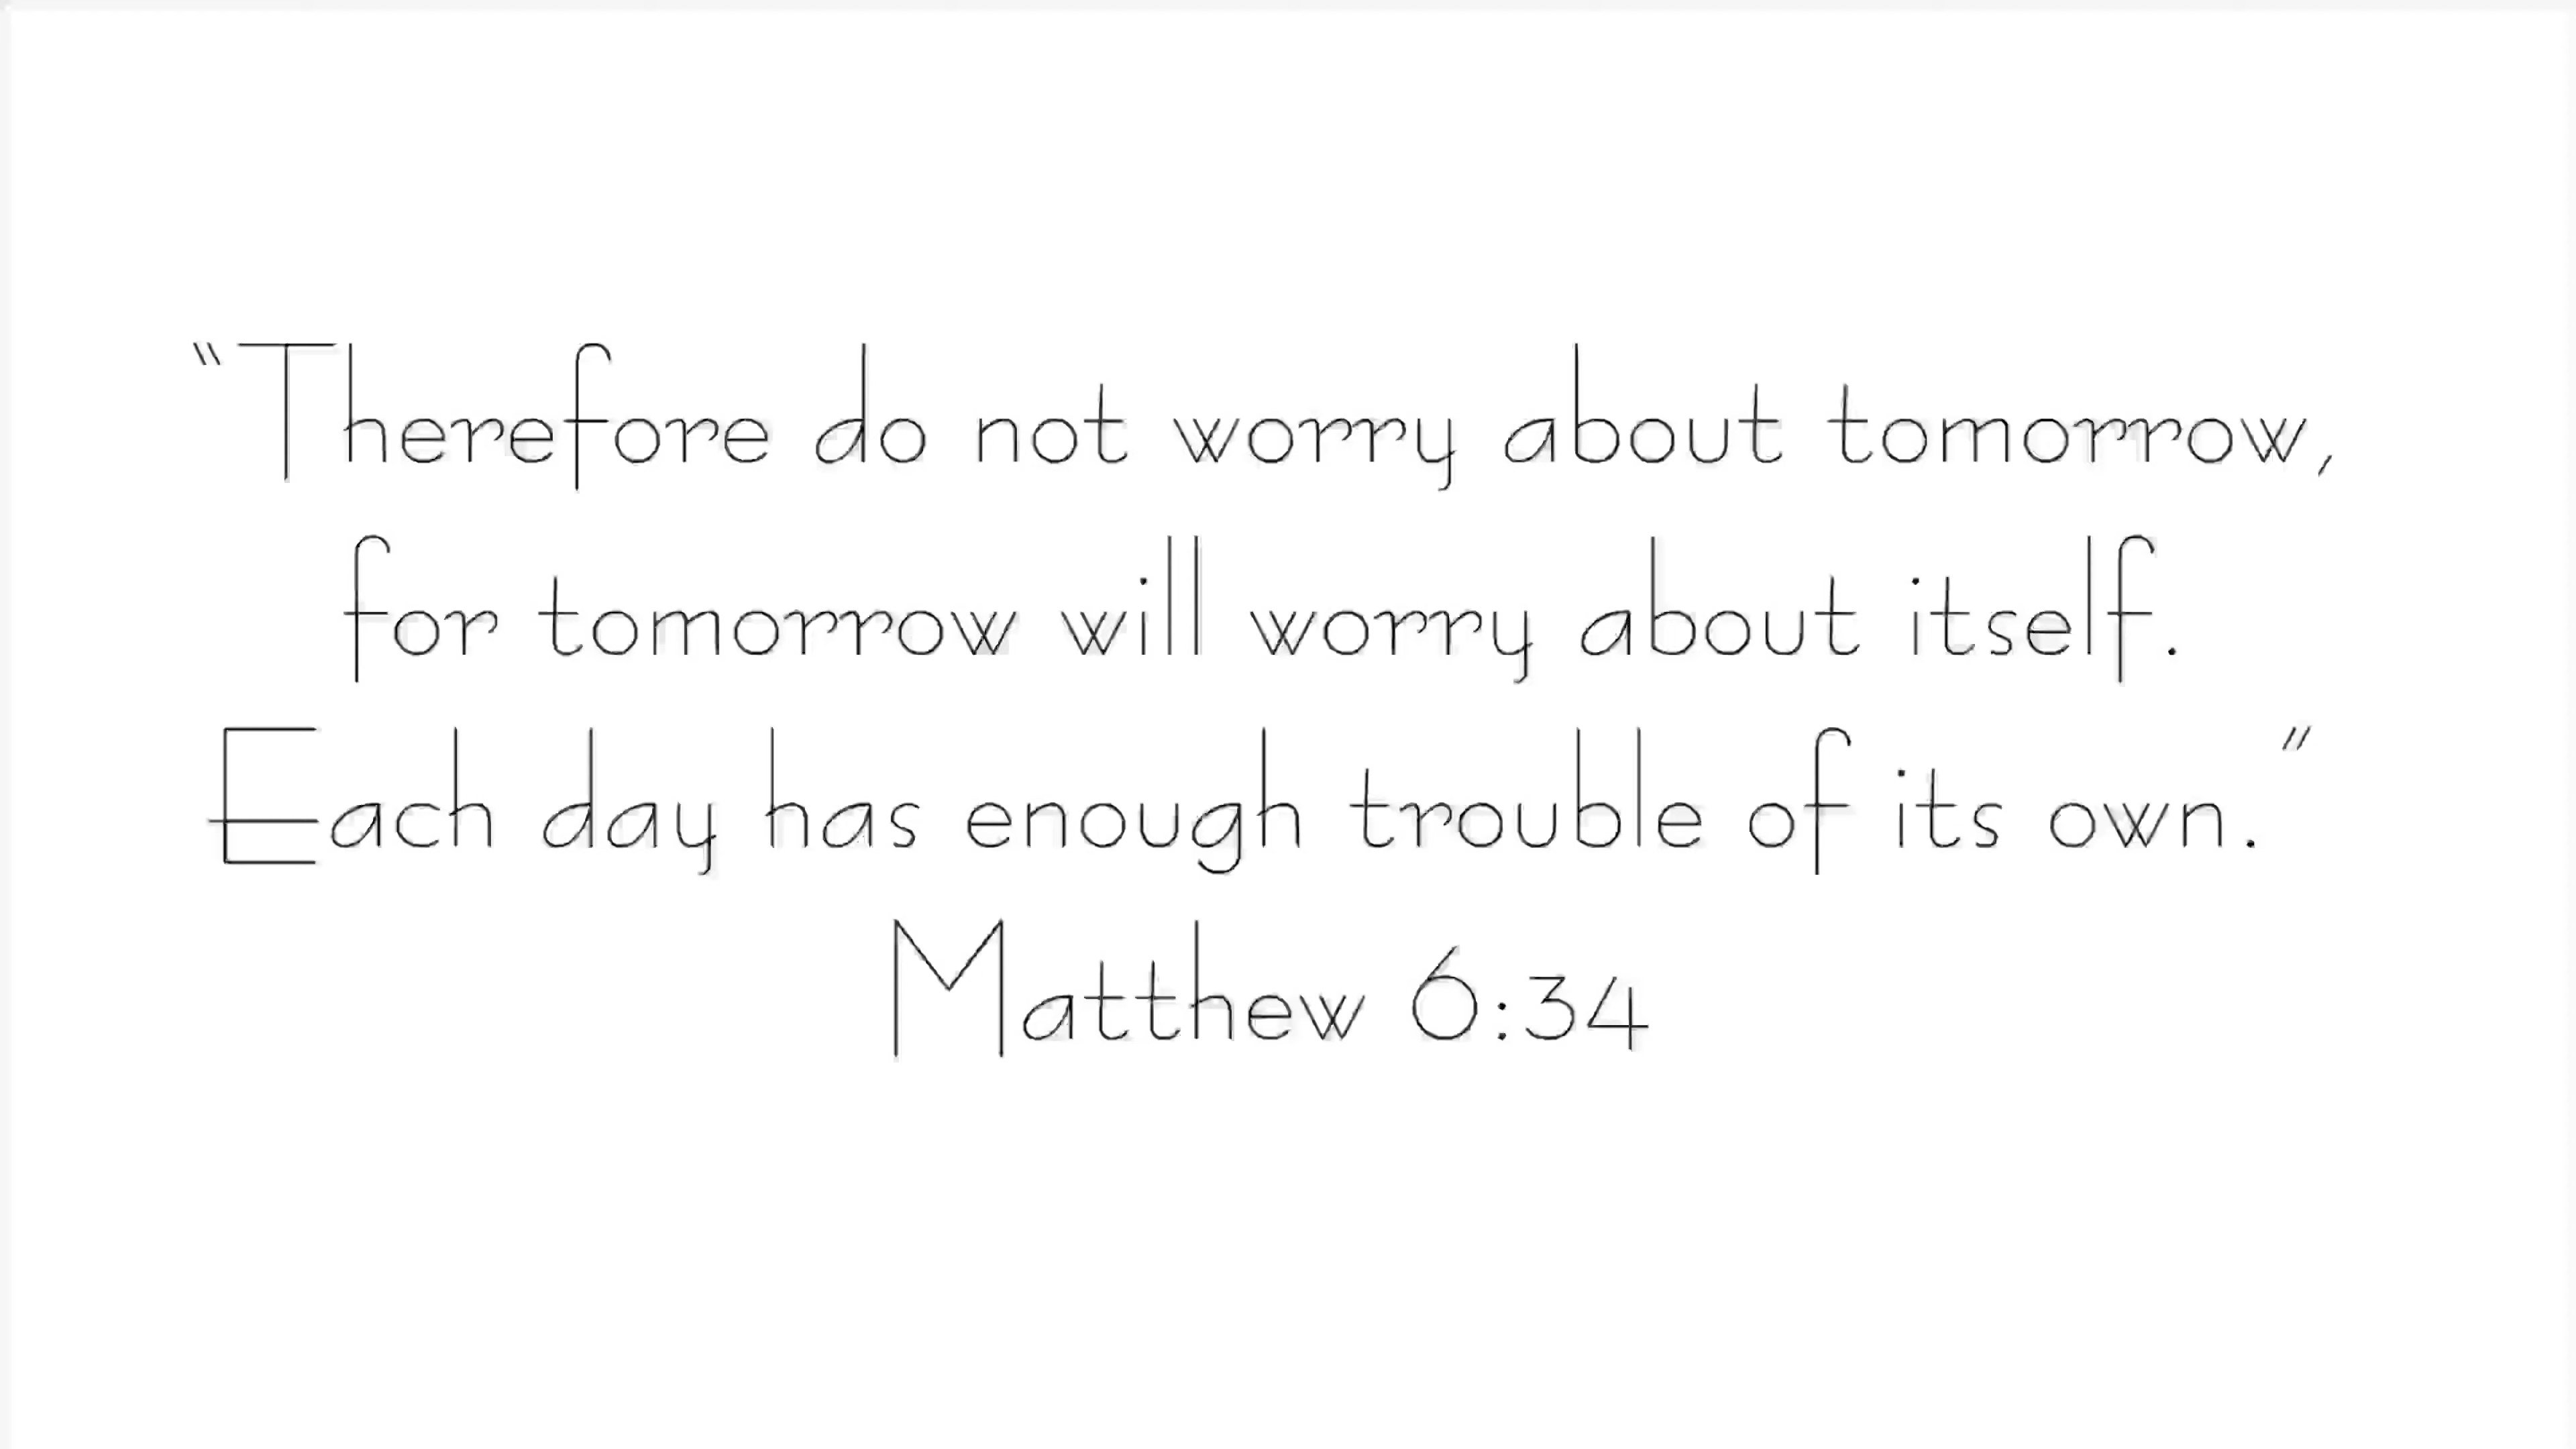 “Therefore do not worry about tomorrow,
for tomorrow will worry about itself.
Each day has enough trouble of its own.”
Matthew 6:34